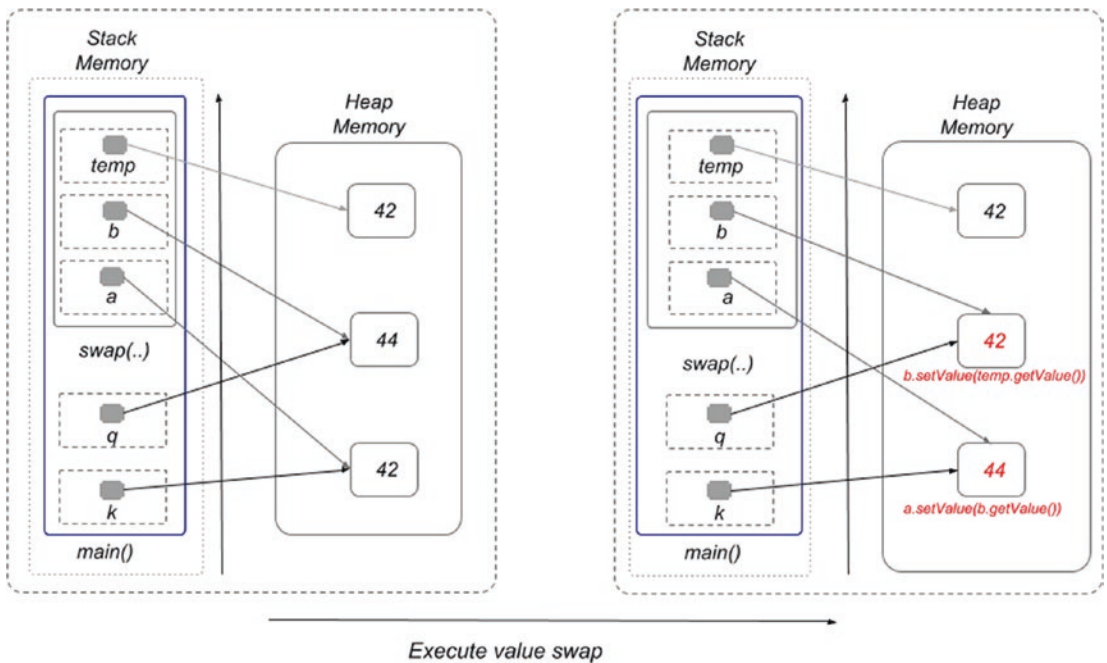 Stack
Memory
Heap
Memory
temp
42
b
a
44
swap(..)
q
42
k
main()
Stack
Memory
Heap
Memory
temp
42
b
a
42
b.setValue(temp.getValue())
swap(..)
q
44
k
a.setValue(b.getValue())
main()
Execute value swap